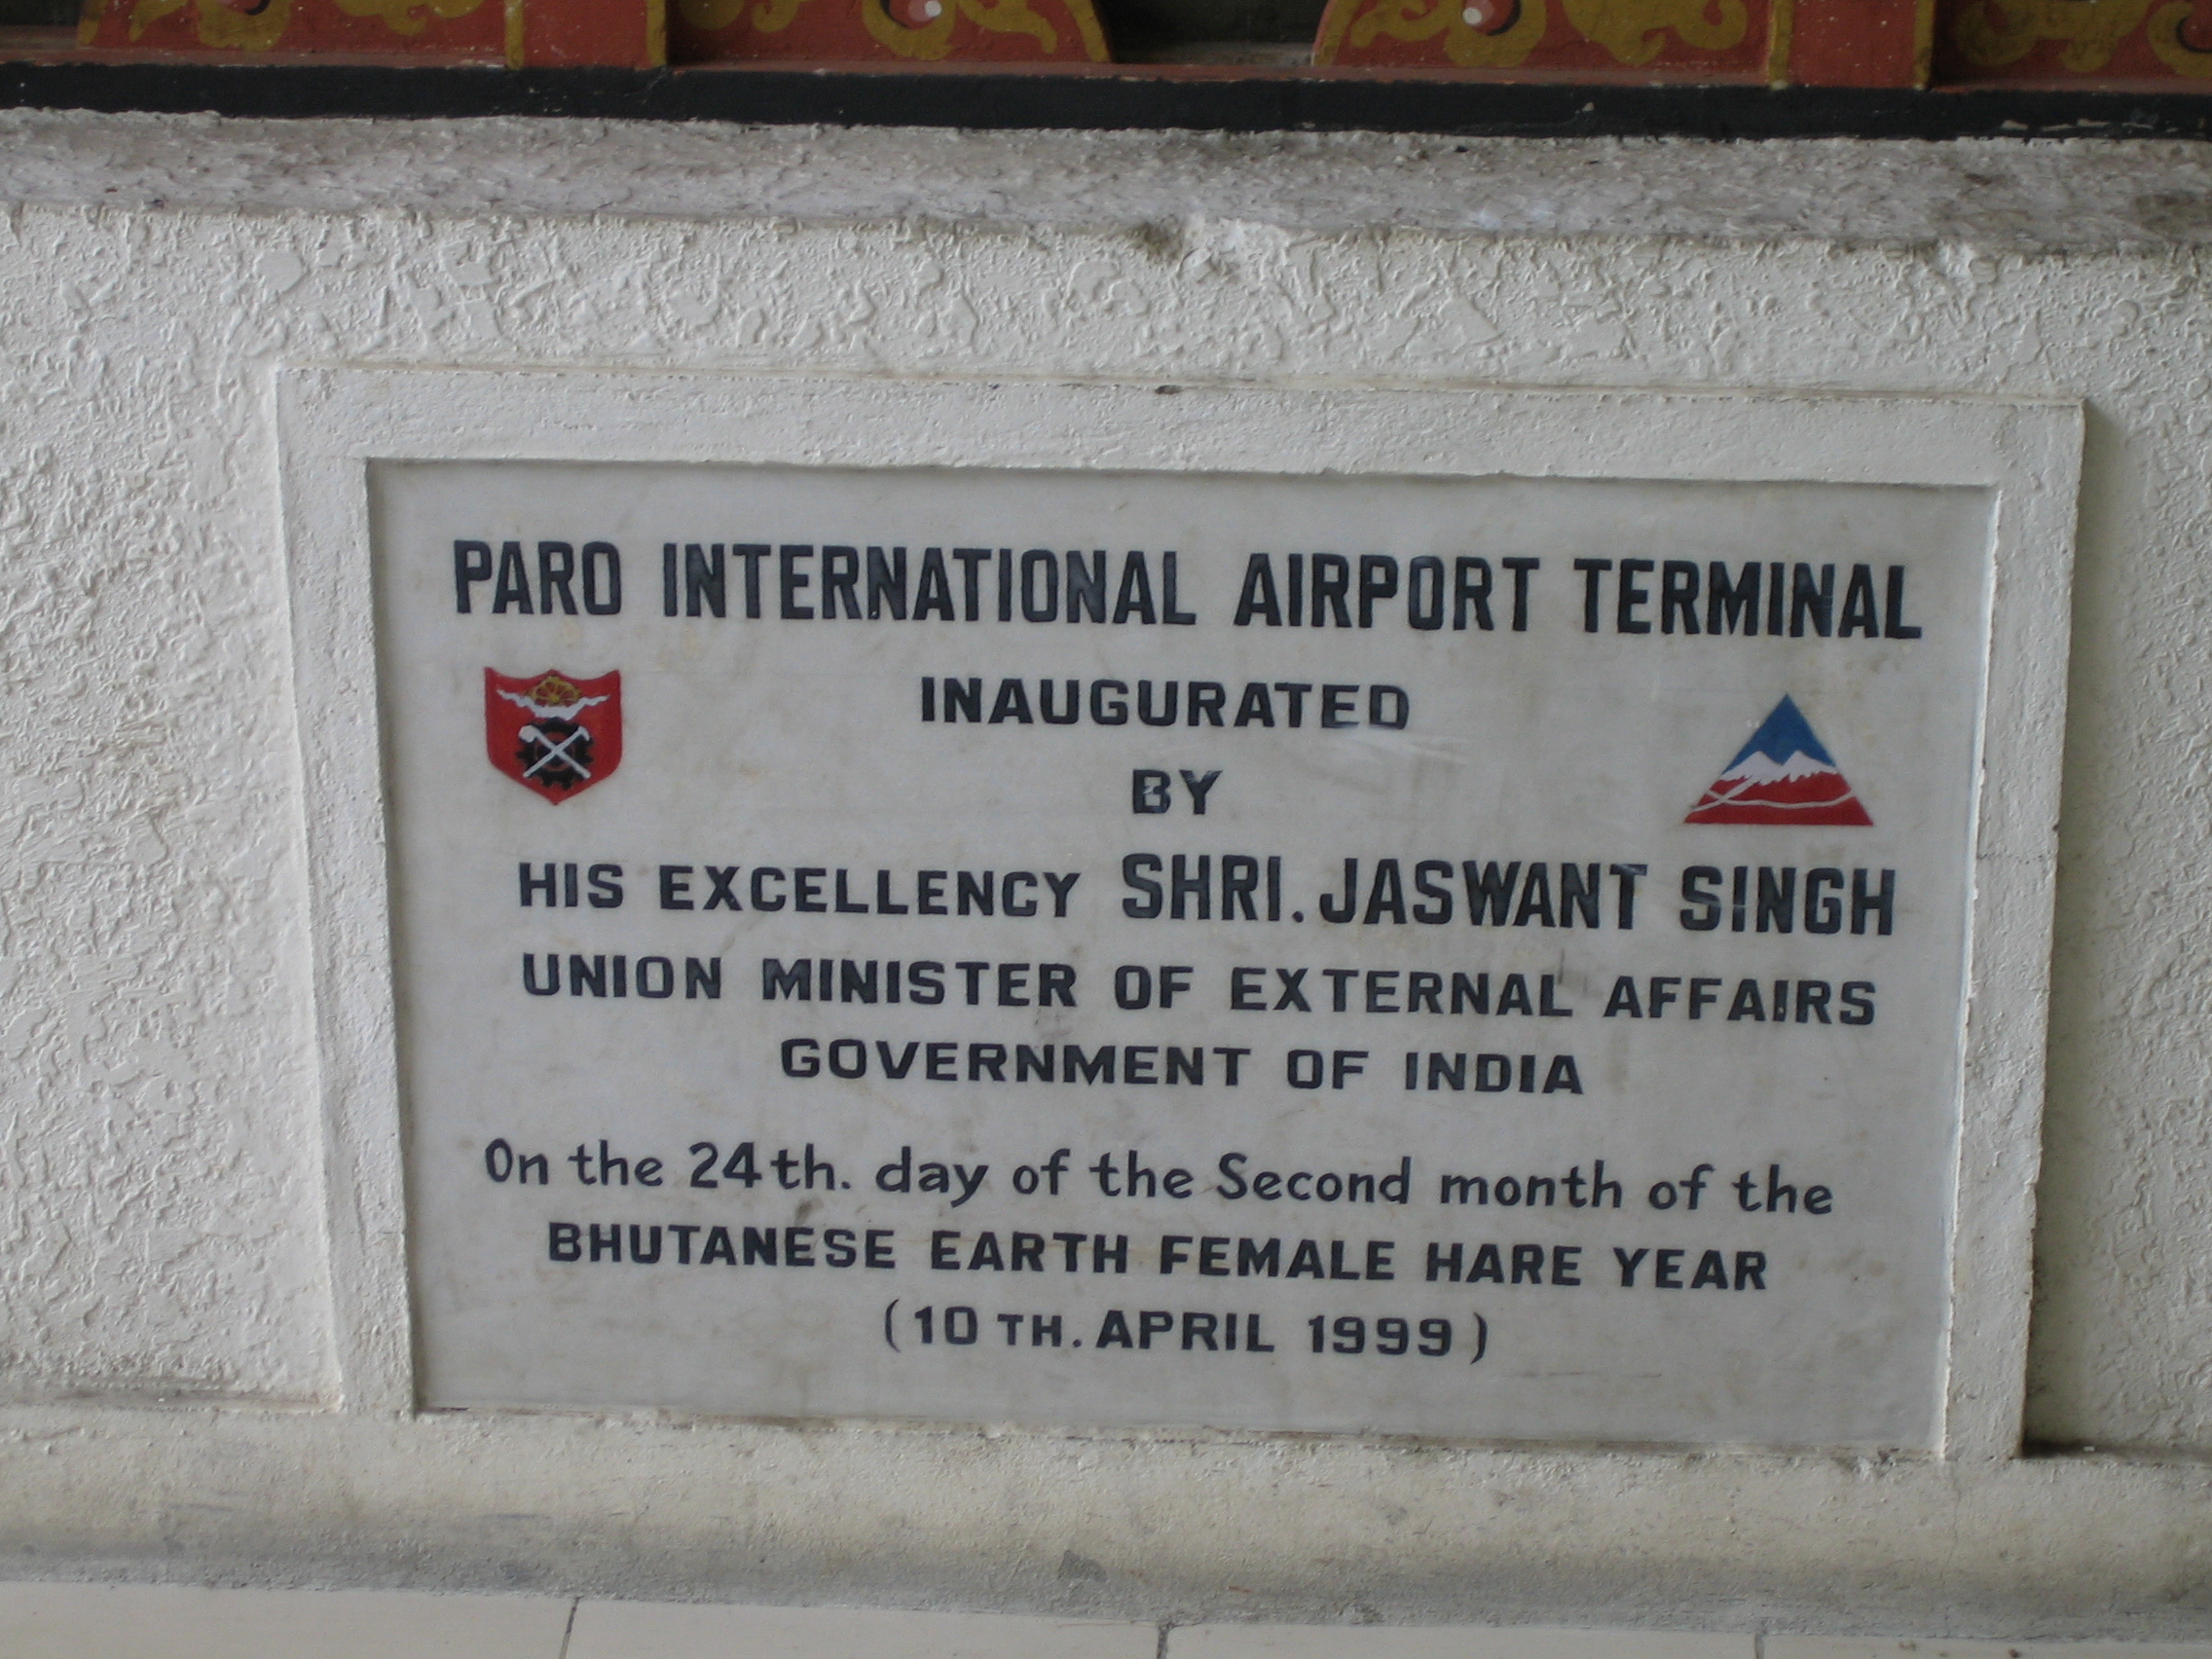 PARO INTERNATIONAL AIRPORT TERMINAL
INAUGURATED
BY
HIS EXCELLENCY SHRI. JASWANT SINGH
UNION MINISTER OF EXTERNAL AFFAIRS
GOVERNMENT OF INDIA
On the 24th. day of the Second month of the
BHUTANESE EARTH FEMALE HARE YEAR
(10 TH. APRIL 1999)